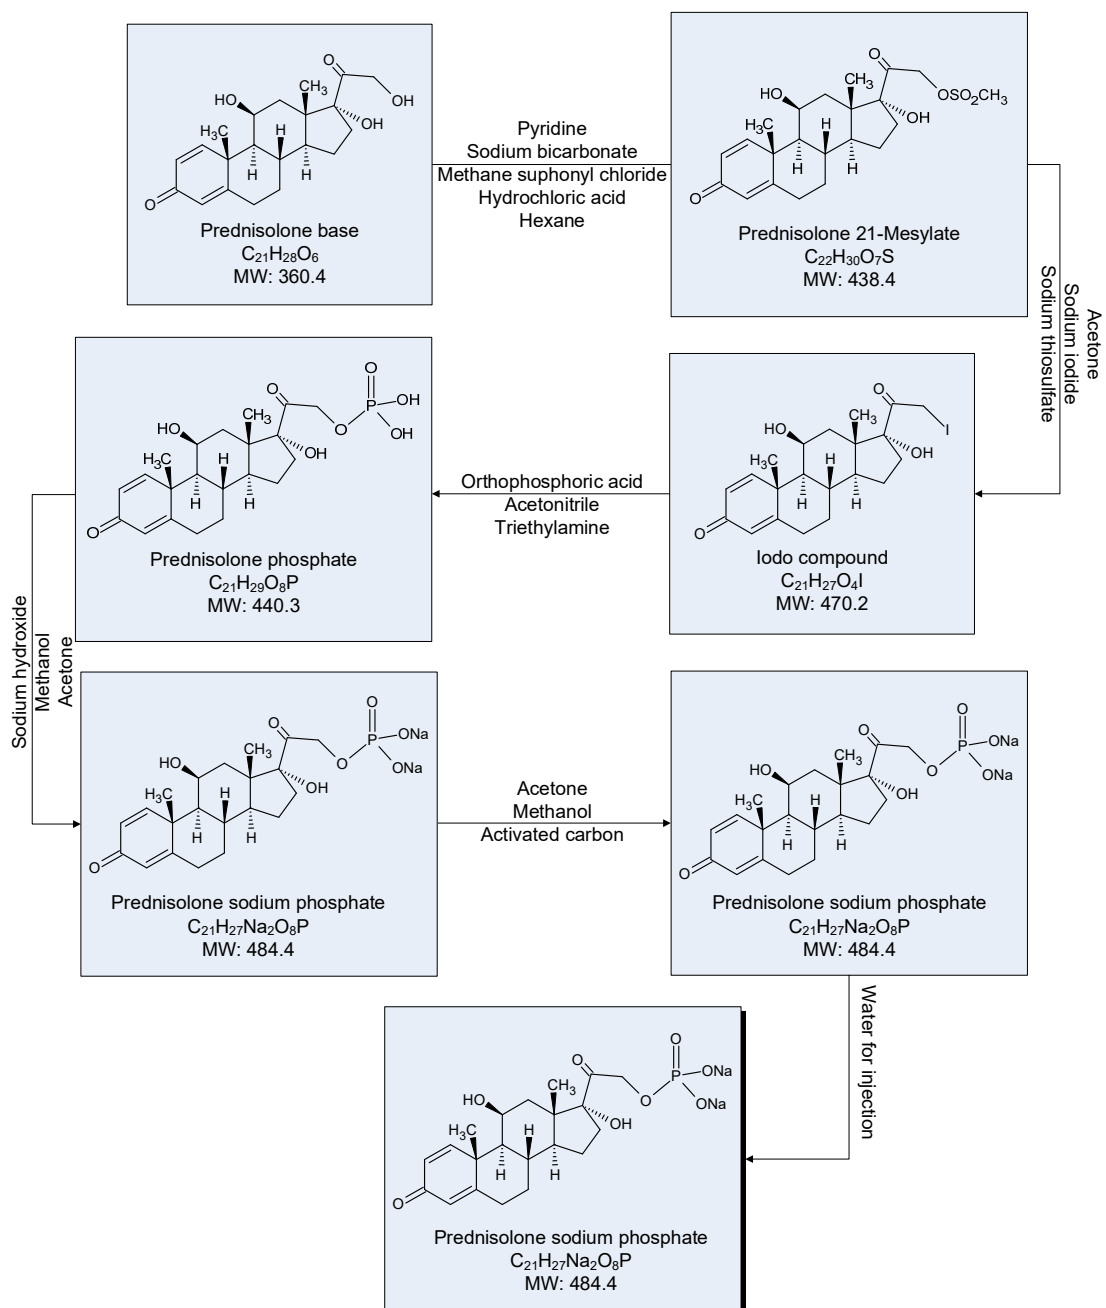 O
CH₃
OH
HO
OH
H₃C
H
H
H
O
Prednisolone base
C₂₁H₂₈O₆
MW: 360.4
Pyridine
Sodium bicarbonate
Methane suphonyl chloride
Hydrochloric acid
Hexane
O
CH₃
OSO₂CH₃
HO
OH
H₃C
H
H
H
O
Prednisolone 21-Mesylate
C₂₂H₃₀O₇S
MW: 438.4
Acetone
Sodium iodide
Sodium thiosulfate
O
CH₃
I
HO
OH
H₃C
H
H
H
O
Iodo compound
C₂₁H₂₇O₄I
MW: 470.2
Orthophosphoric acid
Acetonitrile
Triethylamine
O
O
P
OH
CH₃
O
OH
HO
OH
H₃C
H
H
H
O
Prednisolone phosphate
C₂₁H₂₉O₈P
MW: 440.3
Sodium hydroxide
Methanol
Acetone
O
O
P
ONa
CH₃
O
ONa
HO
OH
H₃C
H
H
H
O
Prednisolone sodium phosphate
C₂₁H₂₇Na₂O₈P
MW: 484.4
Acetone
Methanol
Activated carbon
O
O
P
ONa
CH₃
O
ONa
HO
OH
H₃C
H
H
H
O
Prednisolone sodium phosphate
C₂₁H₂₇Na₂O₈P
MW: 484.4
Water for injection
O
O
P
ONa
CH₃
O
ONa
HO
OH
H₃C
H
H
H
O
Prednisolone sodium phosphate
C₂₁H₂₇Na₂O₈P
MW: 484.4